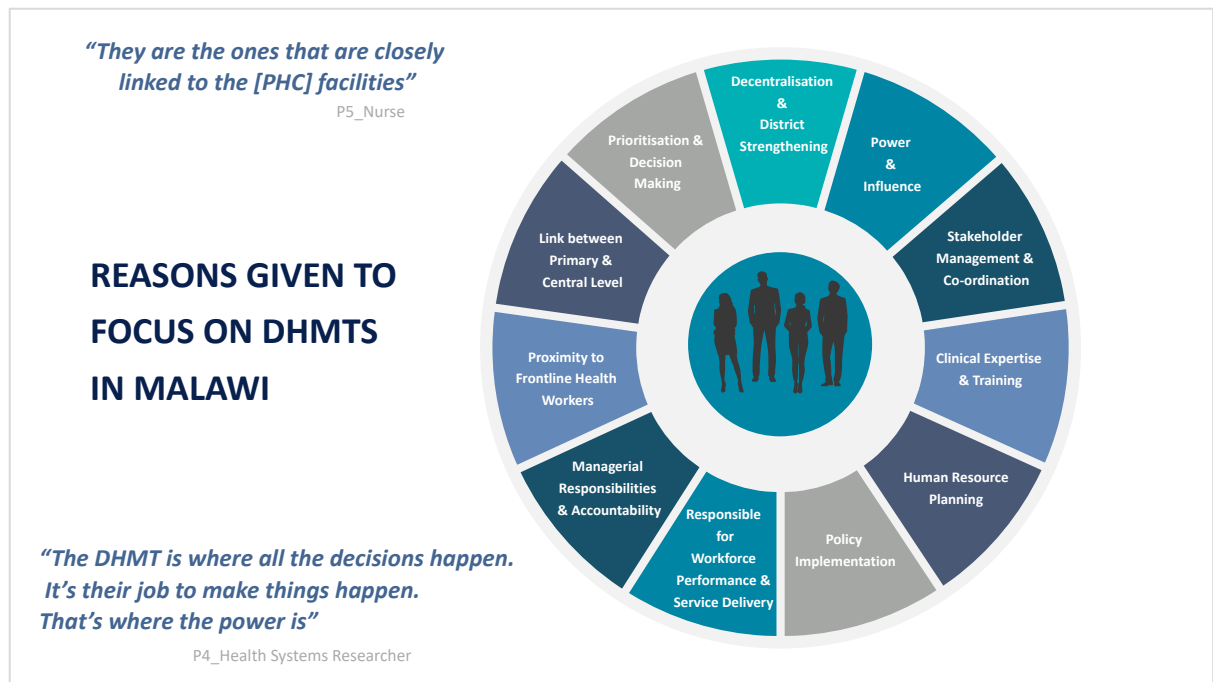 “They are the ones that are closely
linked to the [PHC] facilities”
P5_Nurse
REASONS GIVEN TO
FOCUS ON DHMTS
IN MALAWI
“The DHMT is where all the decisions happen.
It’s their job to make things happen.
That’s where the power is”
P4_Health Systems Researcher
Decentralisation
&
District
Strengthening
Power
&
Influence
Stakeholder
Management &
Co-ordination
Clinical Expertise
& Training
Human Resource
Planning
Policy
Implementation
Responsible
for
Workforce
Performance &
Service Delivery
Managerial
Responsibilities
& Accountability
Proximity to
Frontline Health
Workers
Link between
Primary &
Central Level
Prioritisation &
Decision
Making